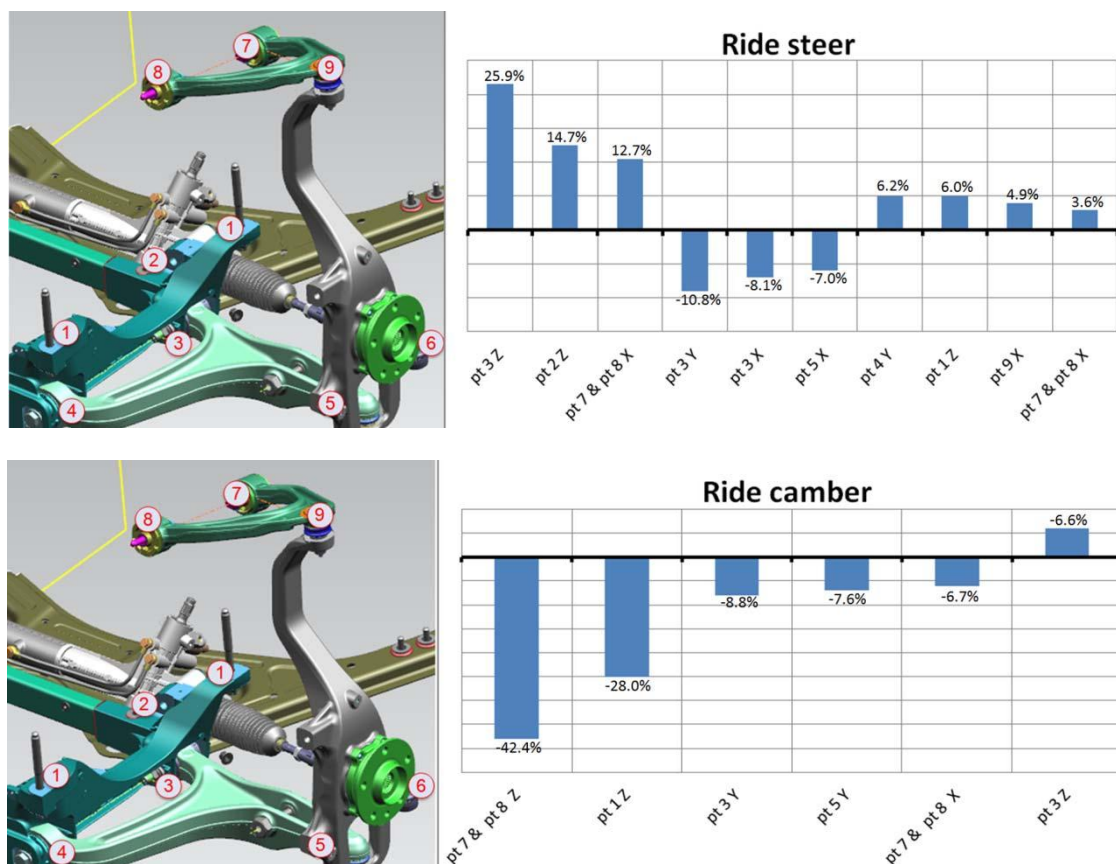 7
8
9
1
2
1
3
6
4
5
Ride steer
25.9%
14.7%
12.7%
6.2%
6.0%
4.9%
3.6%
-10.8%
-8.1%
-7.0%
pt 3 Z
pt 2 Z
pt 7 & pt 8 X
pt 3 Y
pt 3 X
pt 5 X
pt 4 Y
pt 1 Z
pt 9 X
pt 7 & pt 8 X
7
8
9
1
2
1
3
6
4
5
Ride camber
-6.6%
-8.8%
-7.6%
-6.7%
-28.0%
-42.4%
pt 7 & pt 8 Z
pt 1 Z
pt 3 Y
pt 5 Y
pt 7 & pt 8 X
pt 3 Z